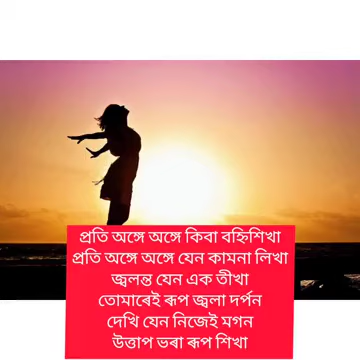 প্ৰতি অঙ্গে অঙ্গে কিবা বহ্নিশিখা
প্ৰতি অঙ্গে অঙ্গে যেন কামনা লিখা
জ্বলন্ত যেন এক তীখা
তোমাৰেই ৰূপ জ্বলা দৰ্পন
দেখি যেন নিজেই মগন
উত্তাপ ভৰা ৰূপ শিখা